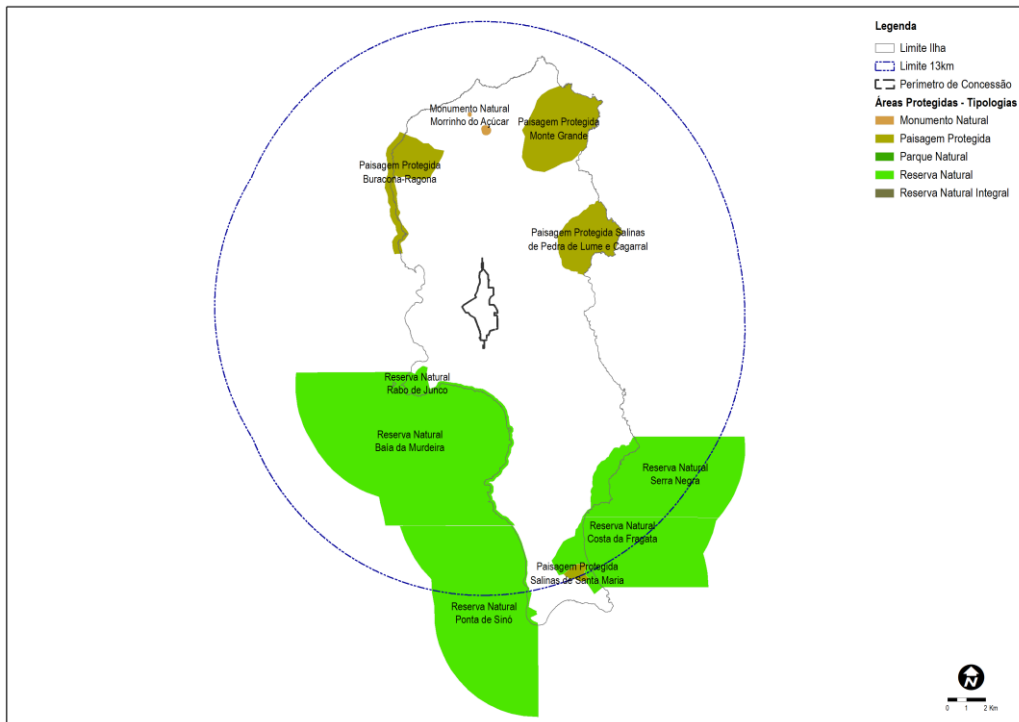 Legenda
Limite Ilha
Limite 13km
Perímetro de Concessão
Áreas Protegidas - Tipologias
Monumento Natural
Paisagem Protegida
Parque Natural
Reserva Natural
Reserva Natural Integral
Monumento Natural
Morrinho do Açúcar
Paisagem Protegida
Monte Grande
Paisagem Protegida
Buracona-Ragona
Paisagem Protegida Salinas
de Pedra de Lume e Cagarral
Reserva Natural
Rabo de Junco
Reserva Natural
Baia da Murdeira
Reserva Natural
Serra Negra
Reserva Natural
Costa da Fragata
Paisagem Protegida
Salinas de Santa Maria
Reserva Natural
Ponta de Sinó
N
0 1 2 Km